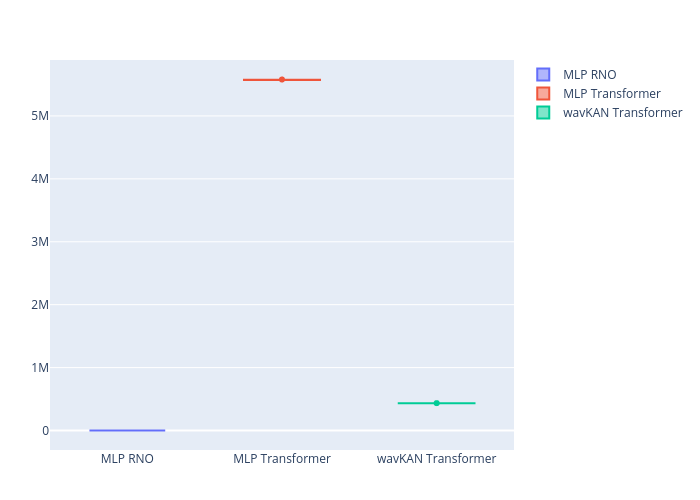 MLP RNO
MLP Transformer
wavKAN Transformer
5M
4M
3M
2M
1M
0
MLP RNO
MLP Transformer
wavKAN Transformer